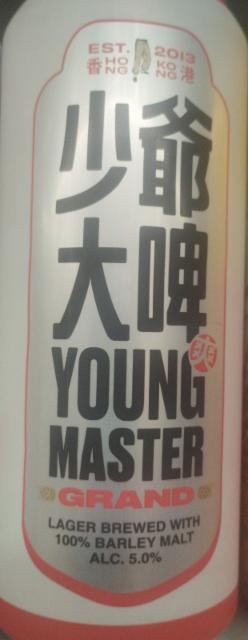 EST. 2013
香 HONG KONG 港
少爺
大啤
爽
YOUNG
MASTER
GRAND
LAGER BREWED WITH
100% BARLEY MALT
ALC. 5.0%